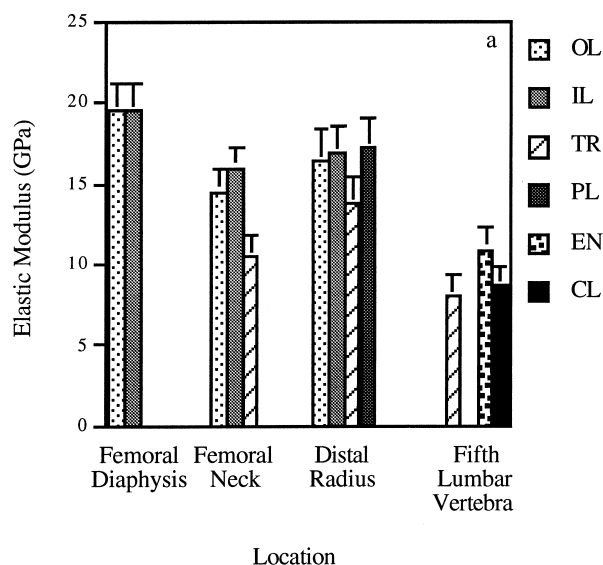 25
20
15
10
5
0
Elastic Modulus (GPa)
a
OL
IL
TR
PL
EN
CL
Femoral
Diaphysis
Femoral
Neck
Distal
Radius
Fifth
Lumbar
Vertebra
Location